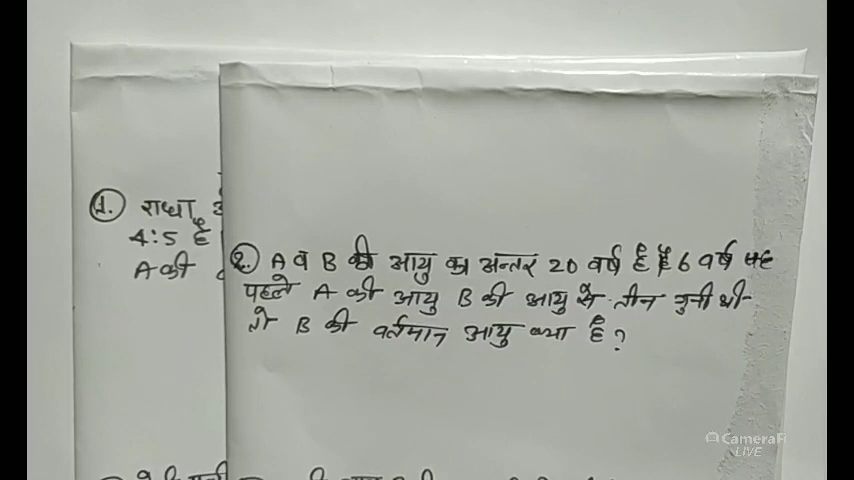 1. राधा
4:5 है
A की
2. A व B की आयु का अन्तर 20 वर्ष है 6 वर्ष
पहले A की आयु B की आयु से तीन गुनी थी
तो B की वर्तमान आयु क्या है?
CameraFi
LIVE